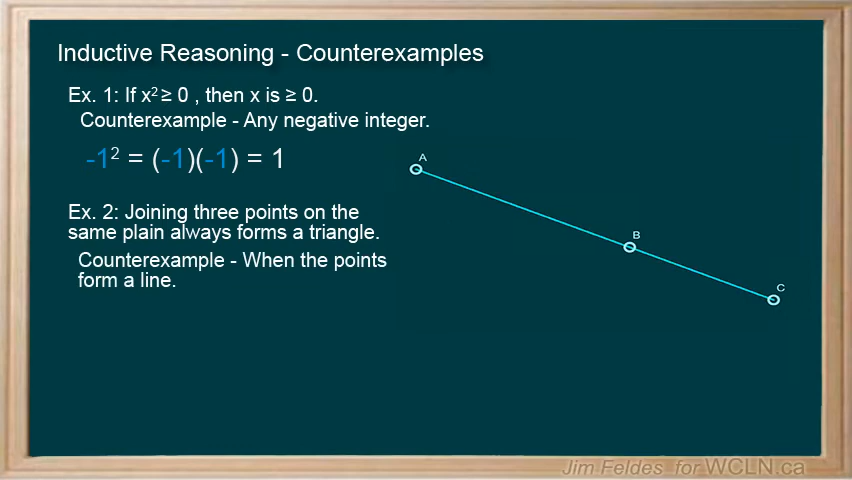 Inductive Reasoning - Counterexamples
Ex. 1: If x² ≥ 0 , then x is ≥ 0.
Counterexample - Any negative integer.
-1² = (-1)(-1) = 1
A
Ex. 2: Joining three points on the
same plain always forms a triangle.
B
Counterexample - When the points
form a line.
C
Jim Feldes for WCLN.ca